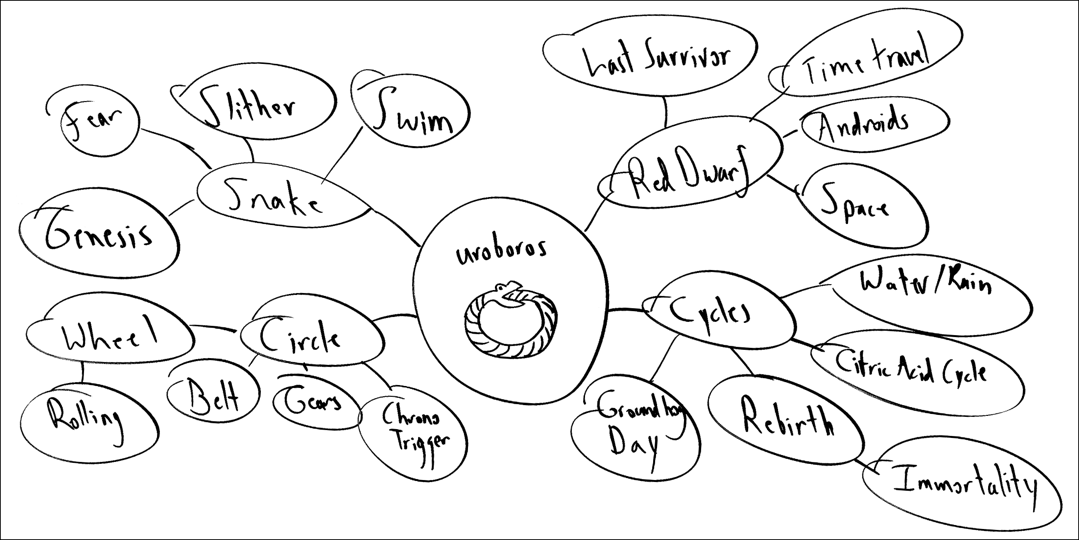 uroboros
Snake
Fear
Slither
Swim
Genesis
Circle
Wheel
Rolling
Belt
Gears
Chrono
Trigger
Red Dwarf
Last Survivor
Time travel
Androids
Space
Cycles
Water/Rain
Citric Acid Cycle
Rebirth
Immortality
Groundhog
Day